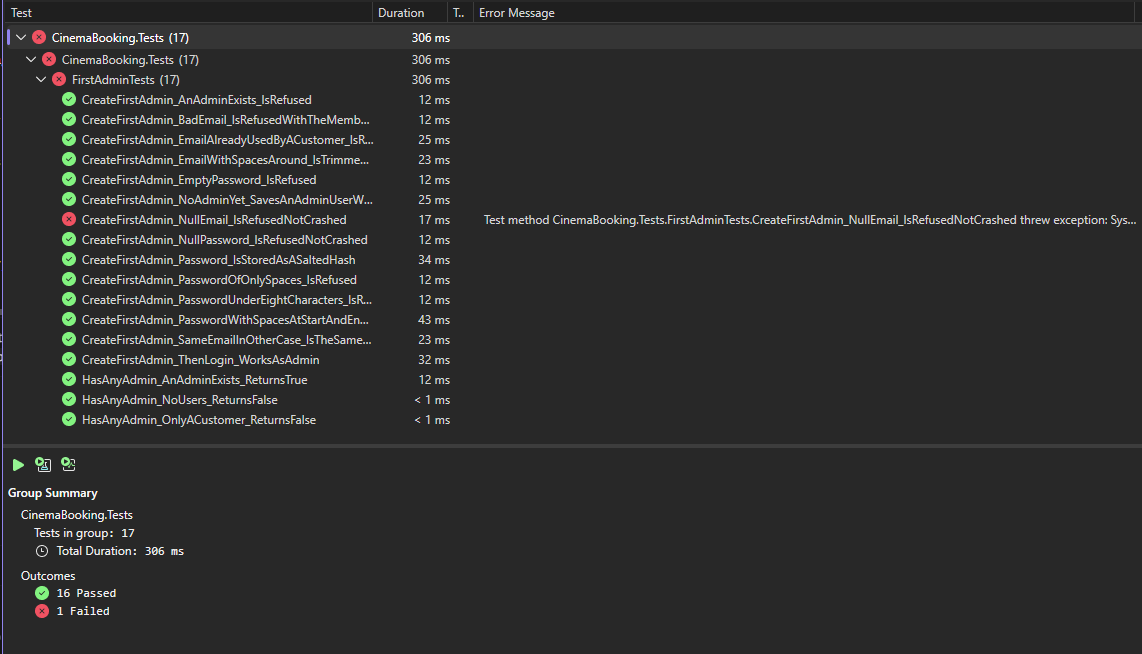 Test Duration T.. Error Message
CinemaBooking.Tests (17) 306 ms
CinemaBooking.Tests (17) 306 ms
FirstAdminTests (17) 306 ms
CreateFirstAdmin_AnAdminExists_IsRefused 12 ms
CreateFirstAdmin_BadEmail_IsRefusedWithTheMemb... 12 ms
CreateFirstAdmin_EmailAlreadyUsedByACustomer_IsR... 25 ms
CreateFirstAdmin_EmailWithSpacesAround_IsTrimme... 23 ms
CreateFirstAdmin_EmptyPassword_IsRefused 12 ms
CreateFirstAdmin_NoAdminYet_SavesAnAdminUserW... 25 ms
CreateFirstAdmin_NullEmail_IsRefusedNotCrashed 17 ms Test method CinemaBooking.Tests.FirstAdminTests.CreateFirstAdmin_NullEmail_IsRefusedNotCrashed threw exception: Sys...
CreateFirstAdmin_NullPassword_IsRefusedNotCrashed 12 ms
CreateFirstAdmin_Password_IsStoredAsASaltedHash 34 ms
CreateFirstAdmin_PasswordOfOnlySpaces_IsRefused 12 ms
CreateFirstAdmin_PasswordUnderEightCharacters_IsR... 12 ms
CreateFirstAdmin_PasswordWithSpacesAtStartAndEn... 43 ms
CreateFirstAdmin_SameEmailInOtherCase_IsTheSame... 23 ms
CreateFirstAdmin_ThenLogin_WorksAsAdmin 32 ms
HasAnyAdmin_AnAdminExists_ReturnsTrue 12 ms
HasAnyAdmin_NoUsers_ReturnsFalse < 1 ms
HasAnyAdmin_OnlyACustomer_ReturnsFalse < 1 ms
Group Summary
CinemaBooking.Tests
Tests in group: 17
Total Duration: 306 ms
Outcomes
16 Passed
1 Failed